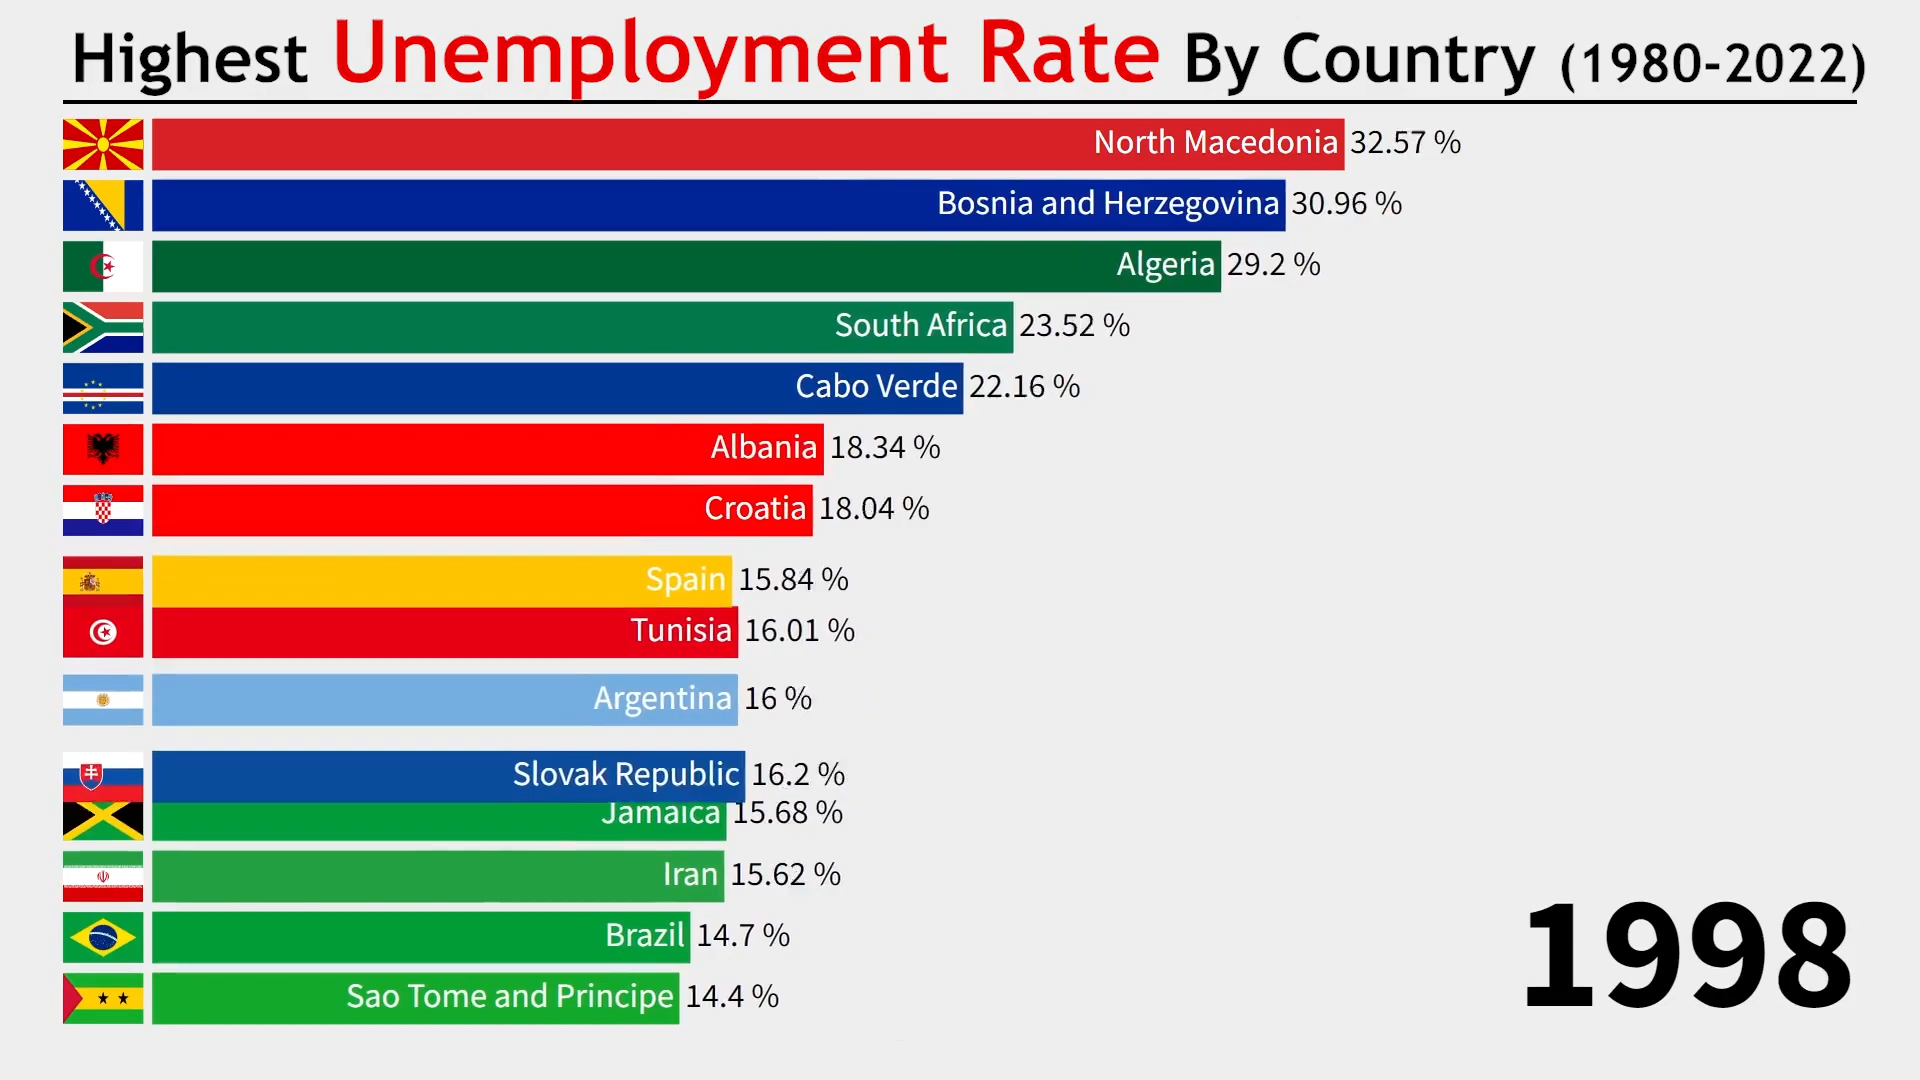 Highest Unemployment Rate By Country (1980-2022)
North Macedonia 32.57 %
Bosnia and Herzegovina 30.96 %
Algeria 29.2 %
South Africa 23.52 %
Cabo Verde 22.16 %
Albania 18.34 %
Croatia 18.04 %
Spain 15.84 %
Tunisia 16.01 %
Argentina 16 %
Slovak Republic 16.2 %
Jamaica 15.68 %
Iran 15.62 %
Brazil 14.7 %
Sao Tome and Principe 14.4 %
1998